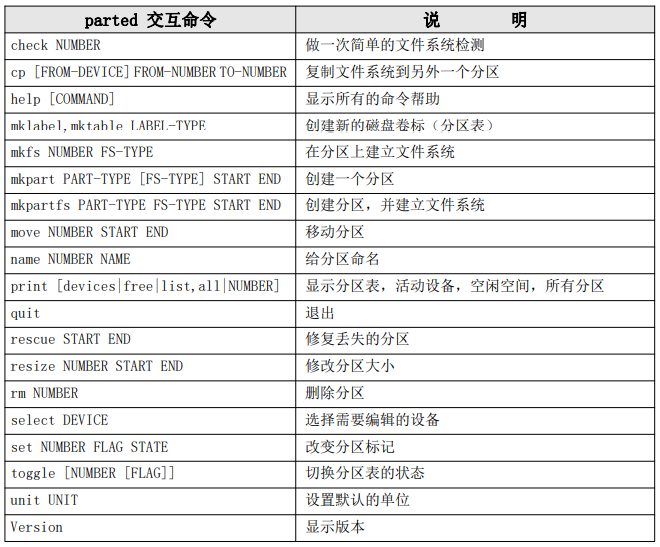 parted 交互命令 说 明
check NUMBER 做一次简单的文件系统检测
cp [FROM-DEVICE] FROM-NUMBER TO-NUMBER 复制文件系统到另外一个分区
help [COMMAND] 显示所有的命令帮助
mklabel,mktable LABEL-TYPE 创建新的磁盘卷标（分区表）
mkfs NUMBER FS-TYPE 在分区上建立文件系统
mkpart PART-TYPE [FS-TYPE] START END 创建一个分区
mkpartfs PART-TYPE FS-TYPE START END 创建分区，并建立文件系统
move NUMBER START END 移动分区
name NUMBER NAME 给分区命名
print [devices|free|list,all|NUMBER] 显示分区表，活动设备，空闲空间，所有分区
quit 退出
rescue START END 修复丢失的分区
resize NUMBER START END 修改分区大小
rm NUMBER 删除分区
select DEVICE 选择需要编辑的设备
set NUMBER FLAG STATE 改变分区标记
toggle [NUMBER [FLAG]] 切换分区表的状态
unit UNIT 设置默认的单位
Version 显示版本